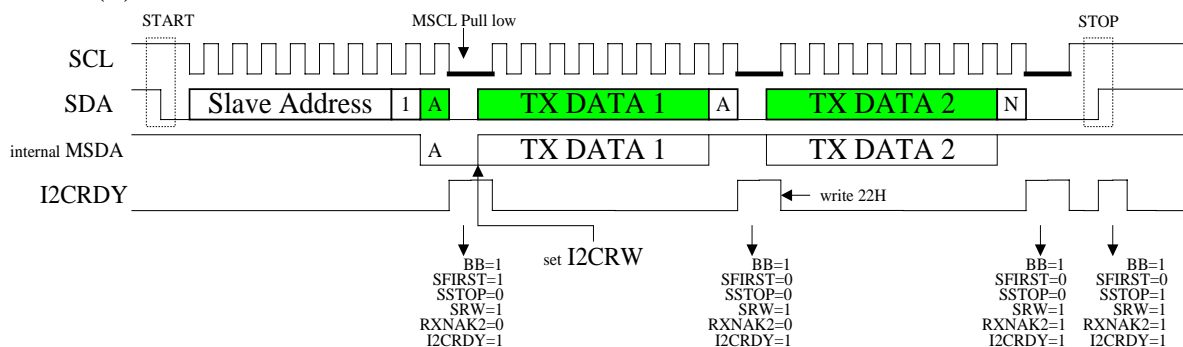 START
MSCL Pull low
STOP
SCL
SDA
Slave Address 1 A TX DATA 1 A TX DATA 2 N
internal MSDA
A TX DATA 1 TX DATA 2
I2CRDY
write 22H
set I2CRW
BB=1
SFIRST=1
SSTOP=0
SRW=1
RXNAK2=0
I2CRDY=1
BB=1
SFIRST=0
SSTOP=0
SRW=1
RXNAK2=0
I2CRDY=1
BB=1
SFIRST=0
SSTOP=0
SRW=1
RXNAK2=1
I2CRDY=1
BB=1
SFIRST=0
SSTOP=1
SRW=1
RXNAK2=1
I2CRDY=1